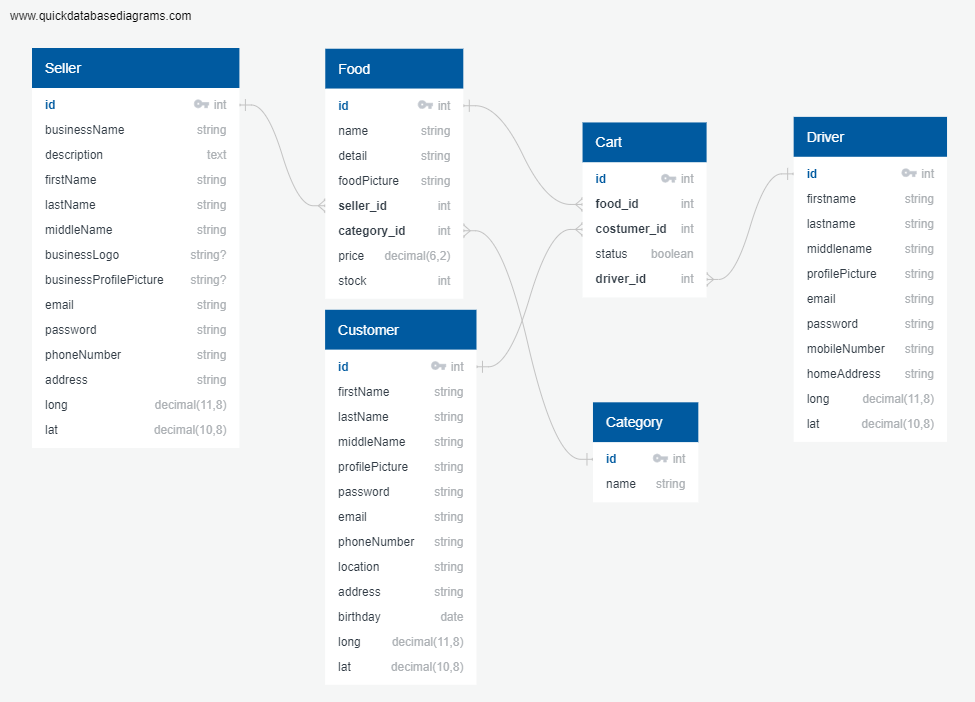 www.quickdatabasediagrams.com
Seller
id int
businessName string
description text
firstName string
lastName string
middleName string
businessLogo string?
businessProfilePicture string?
email string
password string
phoneNumber string
address string
long decimal(11,8)
lat decimal(10,8)
Food
id int
name string
detail string
foodPicture string
seller_id int
category_id int
price decimal(6,2)
stock int
Customer
id int
firstName string
lastName string
middleName string
profilePicture string
password string
email string
phoneNumber string
location string
address string
birthday date
long decimal(11,8)
lat decimal(10,8)
Cart
id int
food_id int
costumer_id int
status boolean
driver_id int
Category
id int
name string
Driver
id int
firstname string
lastname string
middlename string
profilePicture string
email string
password string
mobileNumber string
homeAddress string
long decimal(11,8)
lat decimal(10,8)